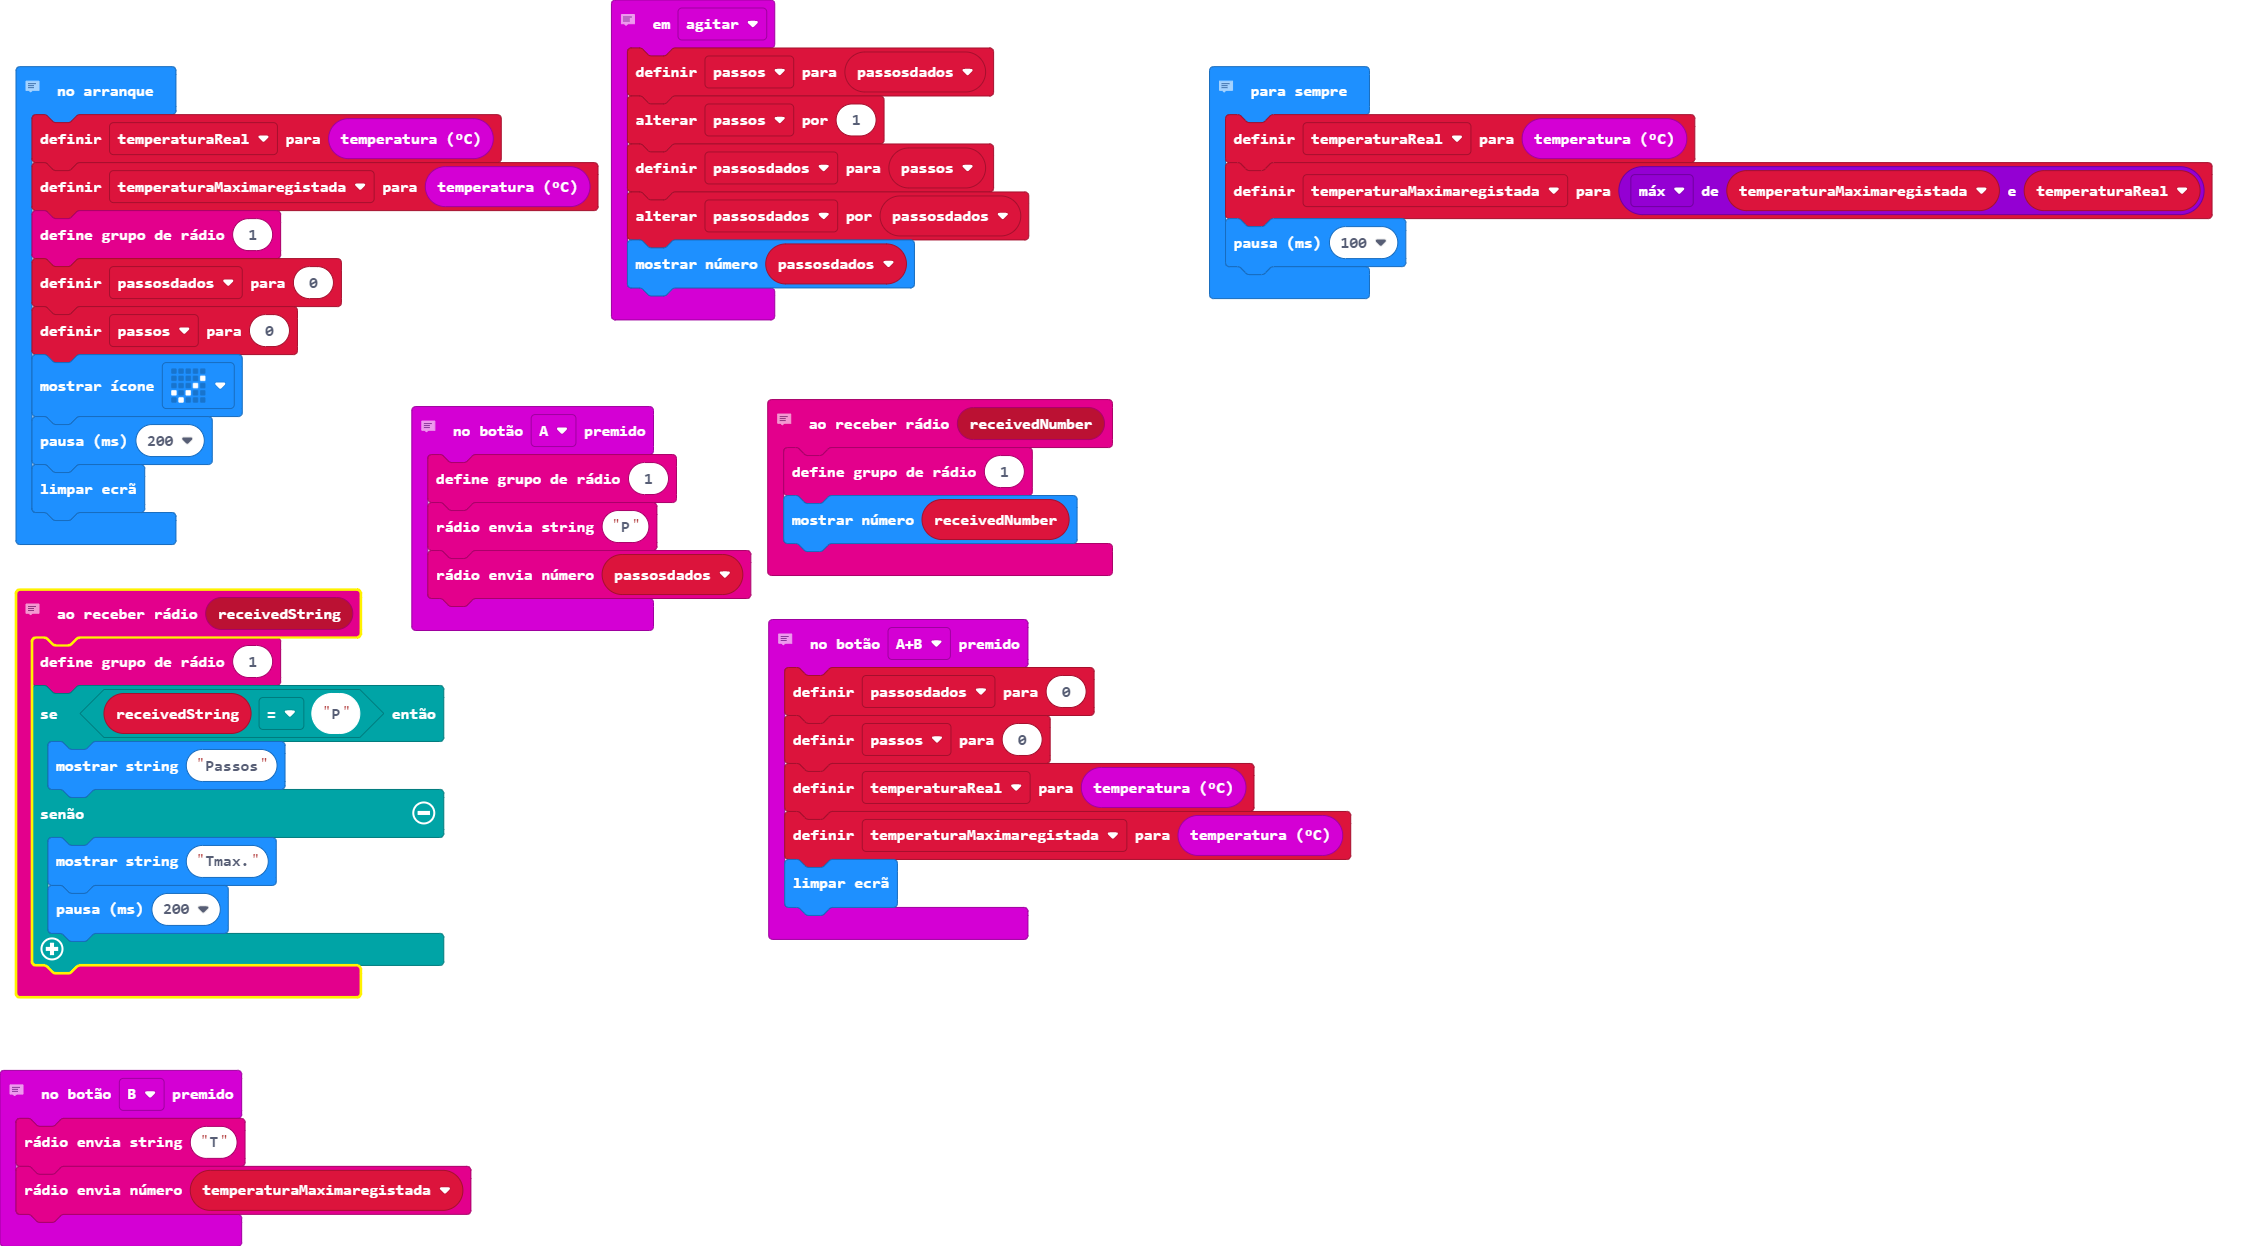 no arranque
definir temperaturaReal para temperatura (ºC)
definir temperaturaMaximaregistada para temperatura (ºC)
define grupo de rádio 1
definir passosdados para 0
definir passos para 0
mostrar ícone
pausa (ms) 200
limpar ecrã
em agitar
definir passos para passosdados
alterar passos por 1
definir passosdados para passos
alterar passosdados por passosdados
mostrar número passosdados
para sempre
definir temperaturaReal para temperatura (ºC)
definir temperaturaMaximaregistada para máx de temperaturaMaximaregistada e temperaturaReal
pausa (ms) 100
no botão A premido
define grupo de rádio 1
rádio envia string "P"
rádio envia número passosdados
ao receber rádio receivedNumber
define grupo de rádio 1
mostrar número receivedNumber
ao receber rádio receivedString
define grupo de rádio 1
se receivedString = "P" então
mostrar string "Passos"
senão
mostrar string "Tmax."
pausa (ms) 200
no botão A+B premido
definir passosdados para 0
definir passos para 0
definir temperaturaReal para temperatura (ºC)
definir temperaturaMaximaregistada para temperatura (ºC)
limpar ecrã
no botão B premido
rádio envia string "T"
rádio envia número temperaturaMaximaregistada